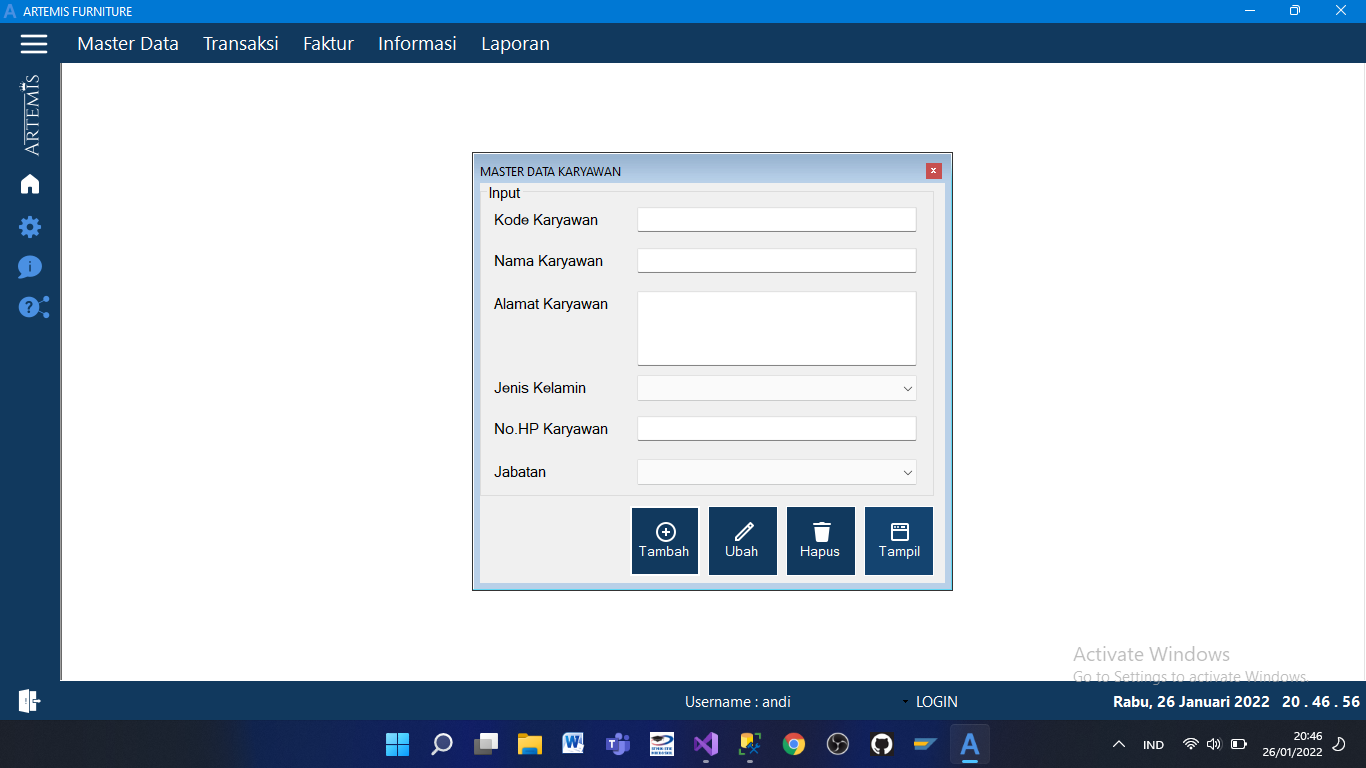 ARTEMIS FURNITURE
Master Data Transaksi Faktur Informasi Laporan
ARTEMIS
MASTER DATA KARYAWAN
Input
Kode Karyawan
Nama Karyawan
Alamat Karyawan
Jenis Kelamin
No.HP Karyawan
Jabatan
Tambah Ubah Hapus Tampil
Activate Windows
Go to Settings to activate Windows.
Username : andi LOGIN Rabu, 26 Januari 2022 20 . 46 . 56
IND 20:46
26/01/2022